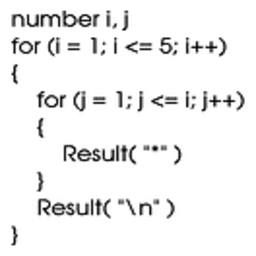 number i, j
for (i = 1; i <= 5; i++)
{
for (j = 1; j <= i; j++)
{
Result( "*" )
}
Result( "\n" )
}